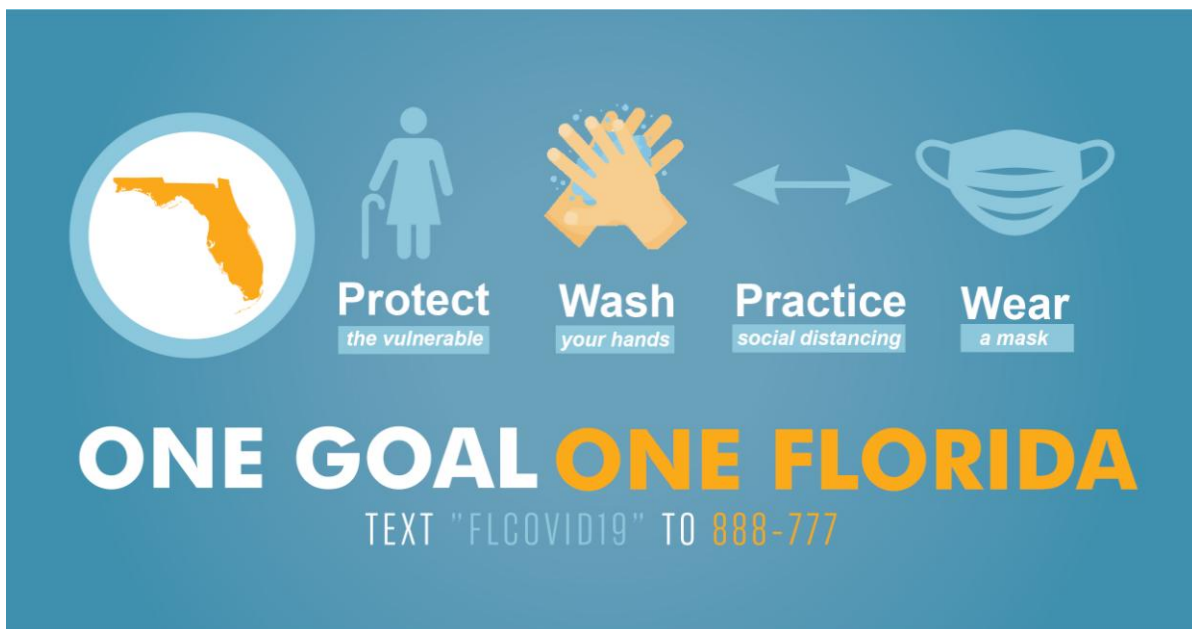 Protect
the vulnerable
Wash
your hands
Practice
social distancing
Wear
a mask
ONE GOAL ONE FLORIDA
TEXT "FLCOVID19" TO 888-777